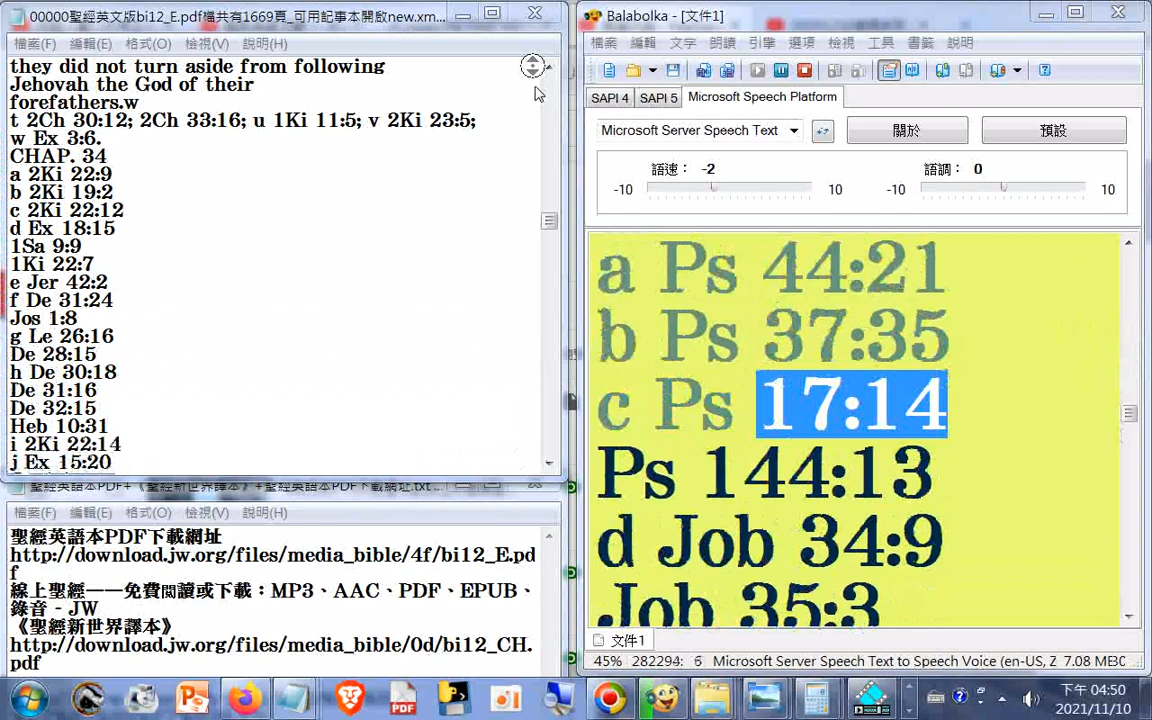 00000聖經英文版bi12_E.pdf檔共有1669頁_可用記事本開啟new.xm...
檔案(F) 編輯(E) 格式(O) 檢視(V) 說明(H)
they did not turn aside from following
Jehovah the God of their
forefathers.w
t 2Ch 30:12; 2Ch 33:16; u 1Ki 11:5; v 2Ki 23:5;
w Ex 3:6.
CHAP. 34
a 2Ki 22:9
b 2Ki 19:2
c 2Ki 22:12
d Ex 18:15
1Sa 9:9
1Ki 22:7
e Jer 42:2
f De 31:24
Jos 1:8
g Le 26:16
De 28:15
h De 30:18
De 31:16
De 32:15
Heb 10:31
i 2Ki 22:14
j Ex 15:20
聖經英語本PDF+《聖經新世界譯本》+聖經英語本PDF下載網址.txt ...
檔案(F) 編輯(E) 格式(O) 檢視(V) 說明(H)
聖經英語本PDF下載網址
http://download.jw.org/files/media_bible/4f/bi12_E.pd
f
線上聖經——免費閱讀或下載：MP3、AAC、PDF、EPUB、
錄音 - JW
《聖經新世界譯本》
http://download.jw.org/files/media_bible/0d/bi12_CH.
pdf
Balabolka - [文件1]
檔案 編輯 文字 朗讀 引擎 選項 檢視 工具 書籤 說明
SAPI 4 SAPI 5 Microsoft Speech Platform
Microsoft Server Speech Text 關於 預設
語速： -2 語調： 0
-10 10 -10 10
a Ps 44:21
b Ps 37:35
c Ps 17:14
Ps 144:13
d Job 34:9
Job 35:3
文件1
45% 282294: 6 Microsoft Server Speech Text to Speech Voice (en-US, Z 7.08 MB
PDF
下午 04:50
2021/11/10